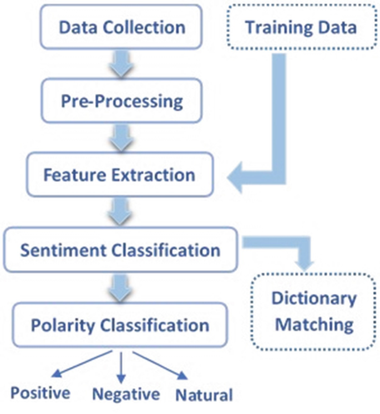 Data Collection
Training Data
Pre-Processing
Feature Extraction
Sentiment Classification
Dictionary
Matching
Polarity Classification
Positive
Negative
Natural